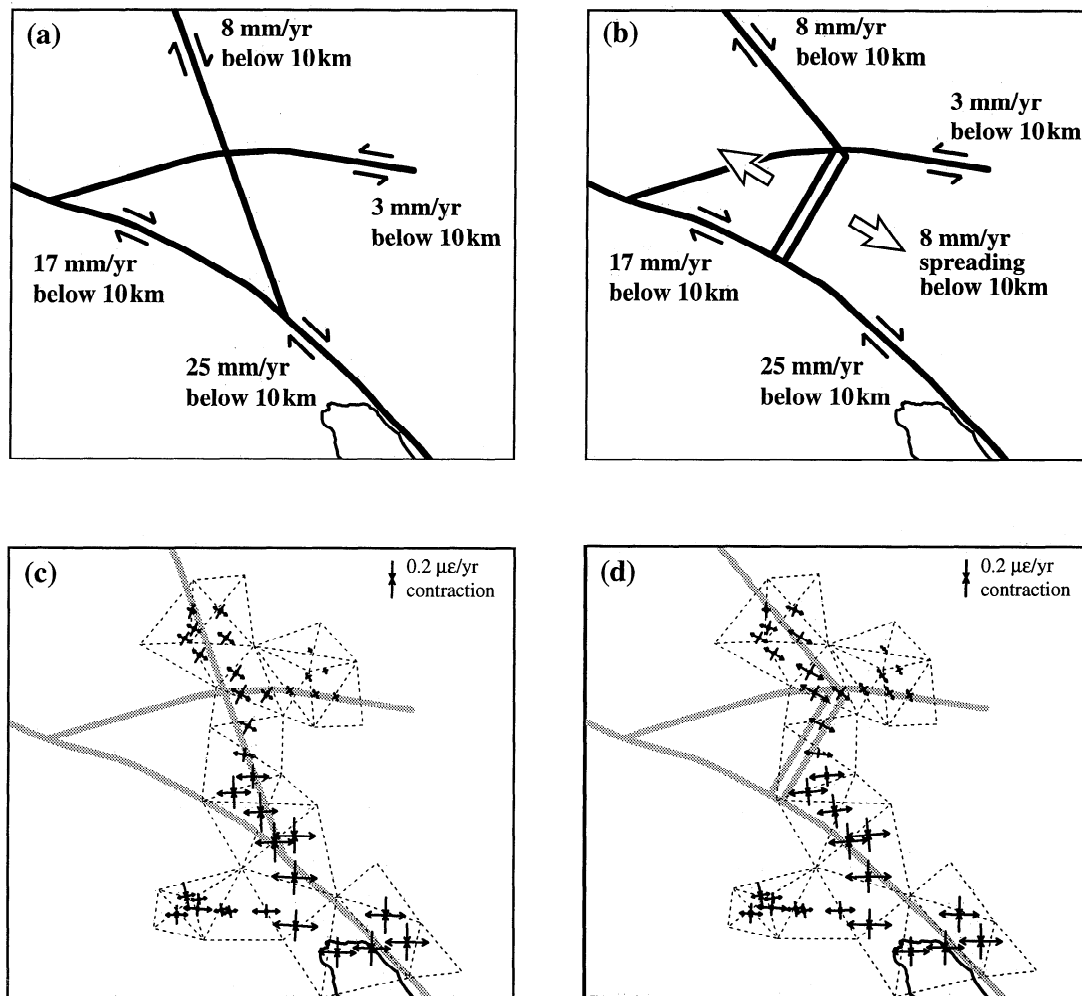 (a)
8 mm/yr
below 10km
3 mm/yr
below 10km
17 mm/yr
below 10km
25 mm/yr
below 10km
(b)
8 mm/yr
below 10km
3 mm/yr
below 10km
17 mm/yr
below 10km
8 mm/yr
spreading
below 10km
25 mm/yr
below 10km
(c)
0.2 με/yr
contraction
(d)
0.2 με/yr
contraction